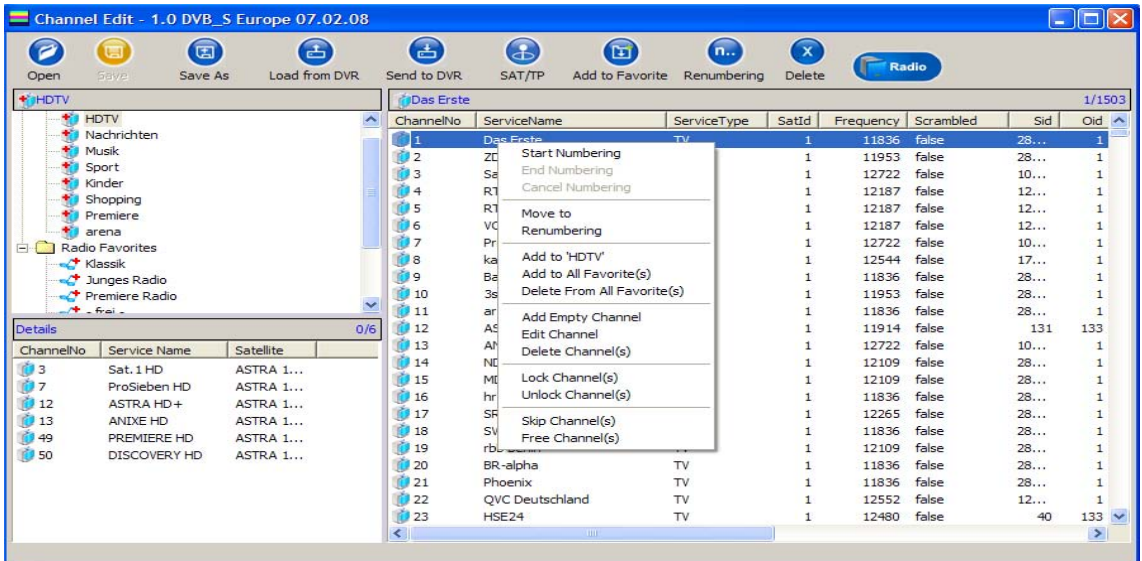 Channel Edit - 1.0 DVB_S Europe 07.02.08
Open Save Save As Load from DVR Send to DVR SAT/TP Add to Favorite Renumbering Delete Radio
n..
X
HDTV
HDTV
Nachrichten
Musik
Sport
Kinder
Shopping
Premiere
arena
Radio Favorites
Klassik
Junges Radio
Premiere Radio
- frei -
Details 0/6
ChannelNo Service Name Satellite
3 Sat.1 HD ASTRA 1...
7 ProSieben HD ASTRA 1...
12 ASTRA HD+ ASTRA 1...
13 ANIXE HD ASTRA 1...
49 PREMIERE HD ASTRA 1...
50 DISCOVERY HD ASTRA 1...
Das Erste 1/1503
ChannelNo ServiceName ServiceType SatId Frequency Scrambled Sid Oid
1 Das Erste TV 1 11836 false 28... 1
2 1 11953 false 28... 1
3 1 12722 false 10... 1
4 1 12187 false 12... 1
5 1 12187 false 12... 1
6 1 12187 false 12... 1
7 1 12722 false 10... 1
8 1 12544 false 17... 1
9 1 11836 false 28... 1
10 1 11953 false 28... 1
11 1 11836 false 28... 1
12 1 11914 false 131 133
13 1 12722 false 10... 1
14 1 12109 false 28... 1
15 1 12109 false 28... 1
16 1 11836 false 28... 1
17 1 12265 false 28... 1
18 1 11836 false 28... 1
19 1 12109 false 28... 1
20 BR-alpha TV 1 11836 false 28... 1
21 Phoenix TV 1 11836 false 28... 1
22 QVC Deutschland TV 1 12552 false 12... 1
23 HSE24 TV 1 12480 false 40 133
Start Numbering
End Numbering
Cancel Numbering
Move to
Renumbering
Add to 'HDTV'
Add to All Favorite(s)
Delete From All Favorite(s)
Add Empty Channel
Edit Channel
Delete Channel(s)
Lock Channel(s)
Unlock Channel(s)
Skip Channel(s)
Free Channel(s)